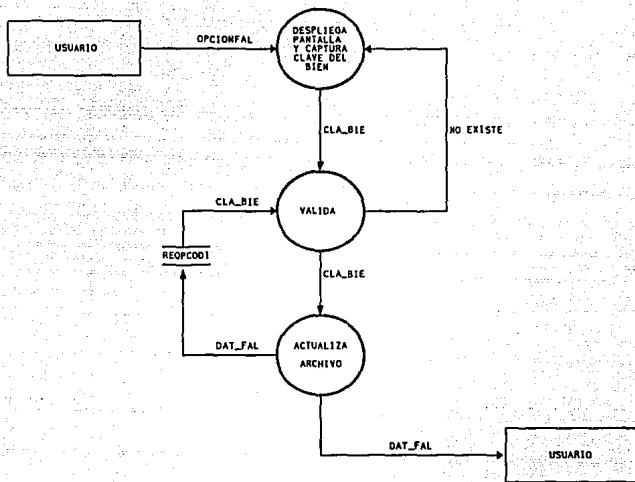 USUARIO
OPCIONFAL
DESPLIEGA
PANTALLA
Y CAPTURA
CLAVE DEL
BIEN
CLA_BIE
NO EXISTE
CLA_BIE
VALIDA
REQPCOD1
CLA_BIE
DAT_FAL
ACTUALIZA
ARCHIVO
DAT_FAL
USUARIO